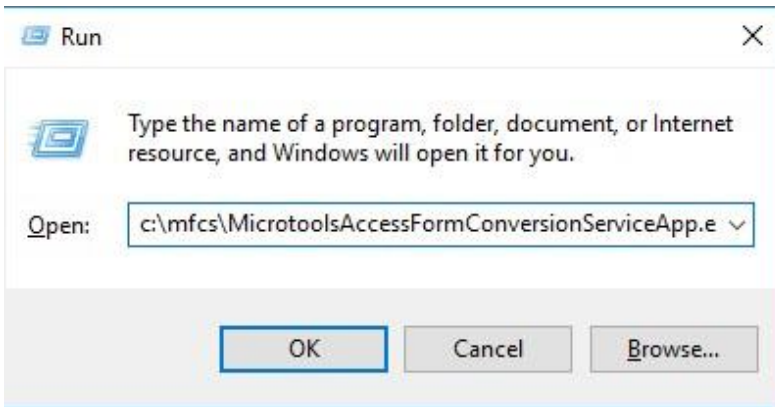 Run
Type the name of a program, folder, document, or Internet
resource, and Windows will open it for you.
Open: c:\mfcs\MicrotoolsAccessFormConversionServiceApp.e
OK Cancel Browse...